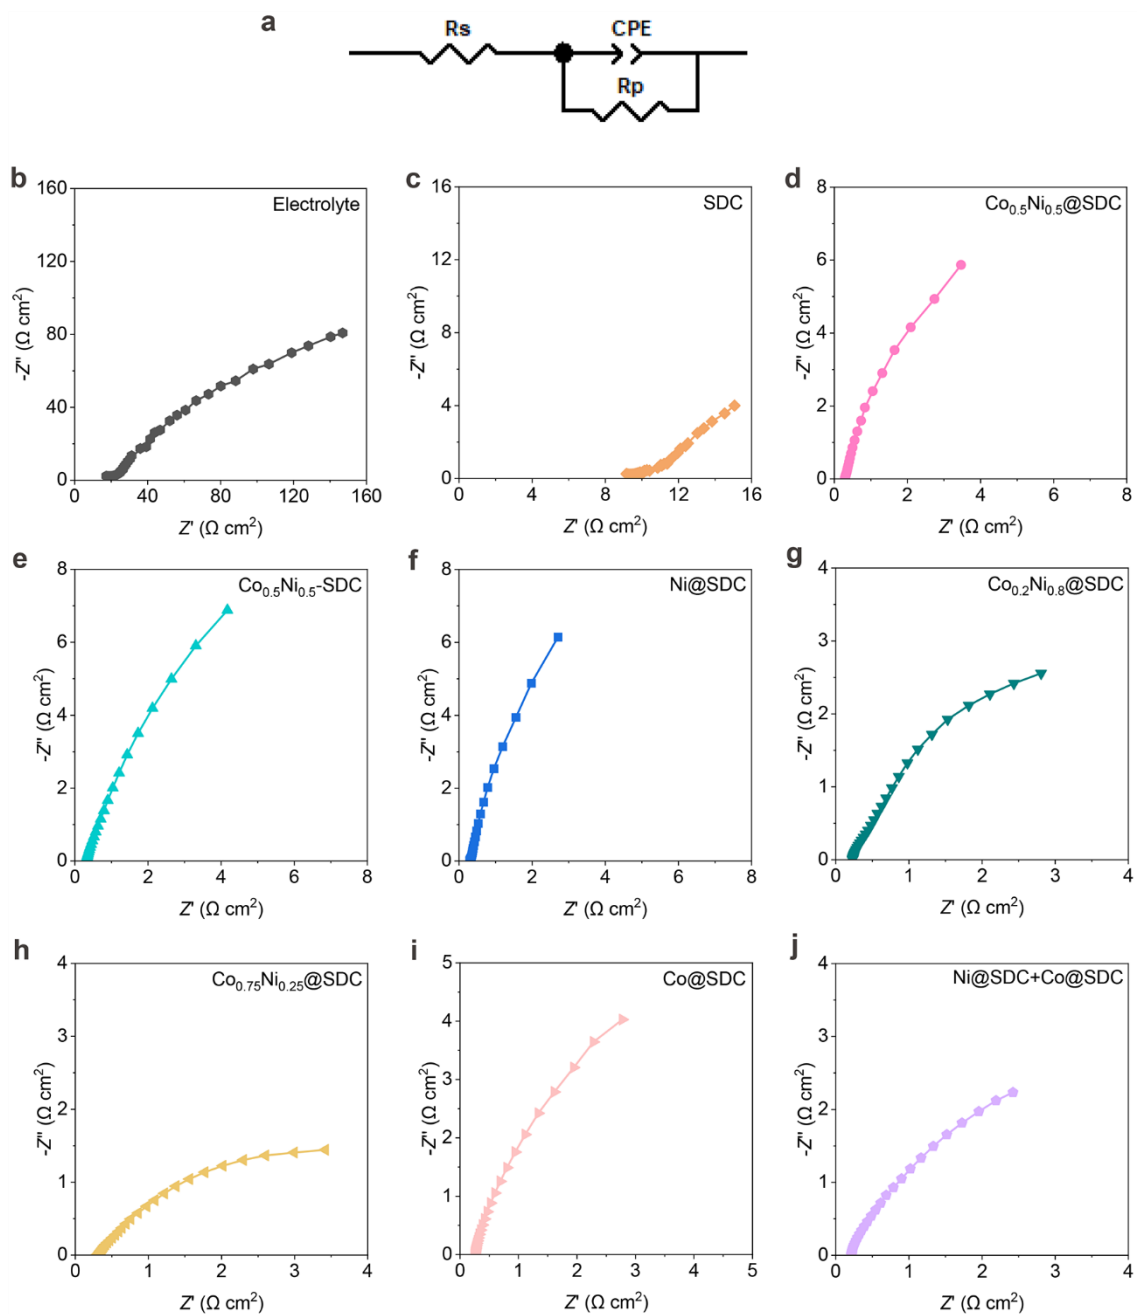 a
Rs
CPE
Rp
b
160
120
80
40
0
0
40
80
120
160
Electrolyte
-Z'' (Ω cm²)
Z' (Ω cm²)
c
16
12
8
4
0
0
4
8
12
16
SDC
-Z'' (Ω cm²)
Z' (Ω cm²)
d
8
6
4
2
0
0
2
4
6
8
Co₀.₅Ni₀.₅@SDC
-Z'' (Ω cm²)
Z' (Ω cm²)
e
8
6
4
2
0
0
2
4
6
8
Co₀.₅Ni₀.₅-SDC
-Z'' (Ω cm²)
Z' (Ω cm²)
f
8
6
4
2
0
0
2
4
6
8
Ni@SDC
-Z'' (Ω cm²)
Z' (Ω cm²)
g
4
3
2
1
0
0
1
2
3
4
Co₀.₂Ni₀.₈@SDC
-Z'' (Ω cm²)
Z' (Ω cm²)
h
4
3
2
1
0
0
1
2
3
4
Co₀.₇₅Ni₀.₂₅@SDC
-Z'' (Ω cm²)
Z' (Ω cm²)
i
5
4
3
2
1
0
0
1
2
3
4
5
Co@SDC
-Z'' (Ω cm²)
Z' (Ω cm²)
j
4
3
2
1
0
0
1
2
3
4
Ni@SDC+Co@SDC
-Z'' (Ω cm²)
Z' (Ω cm²)